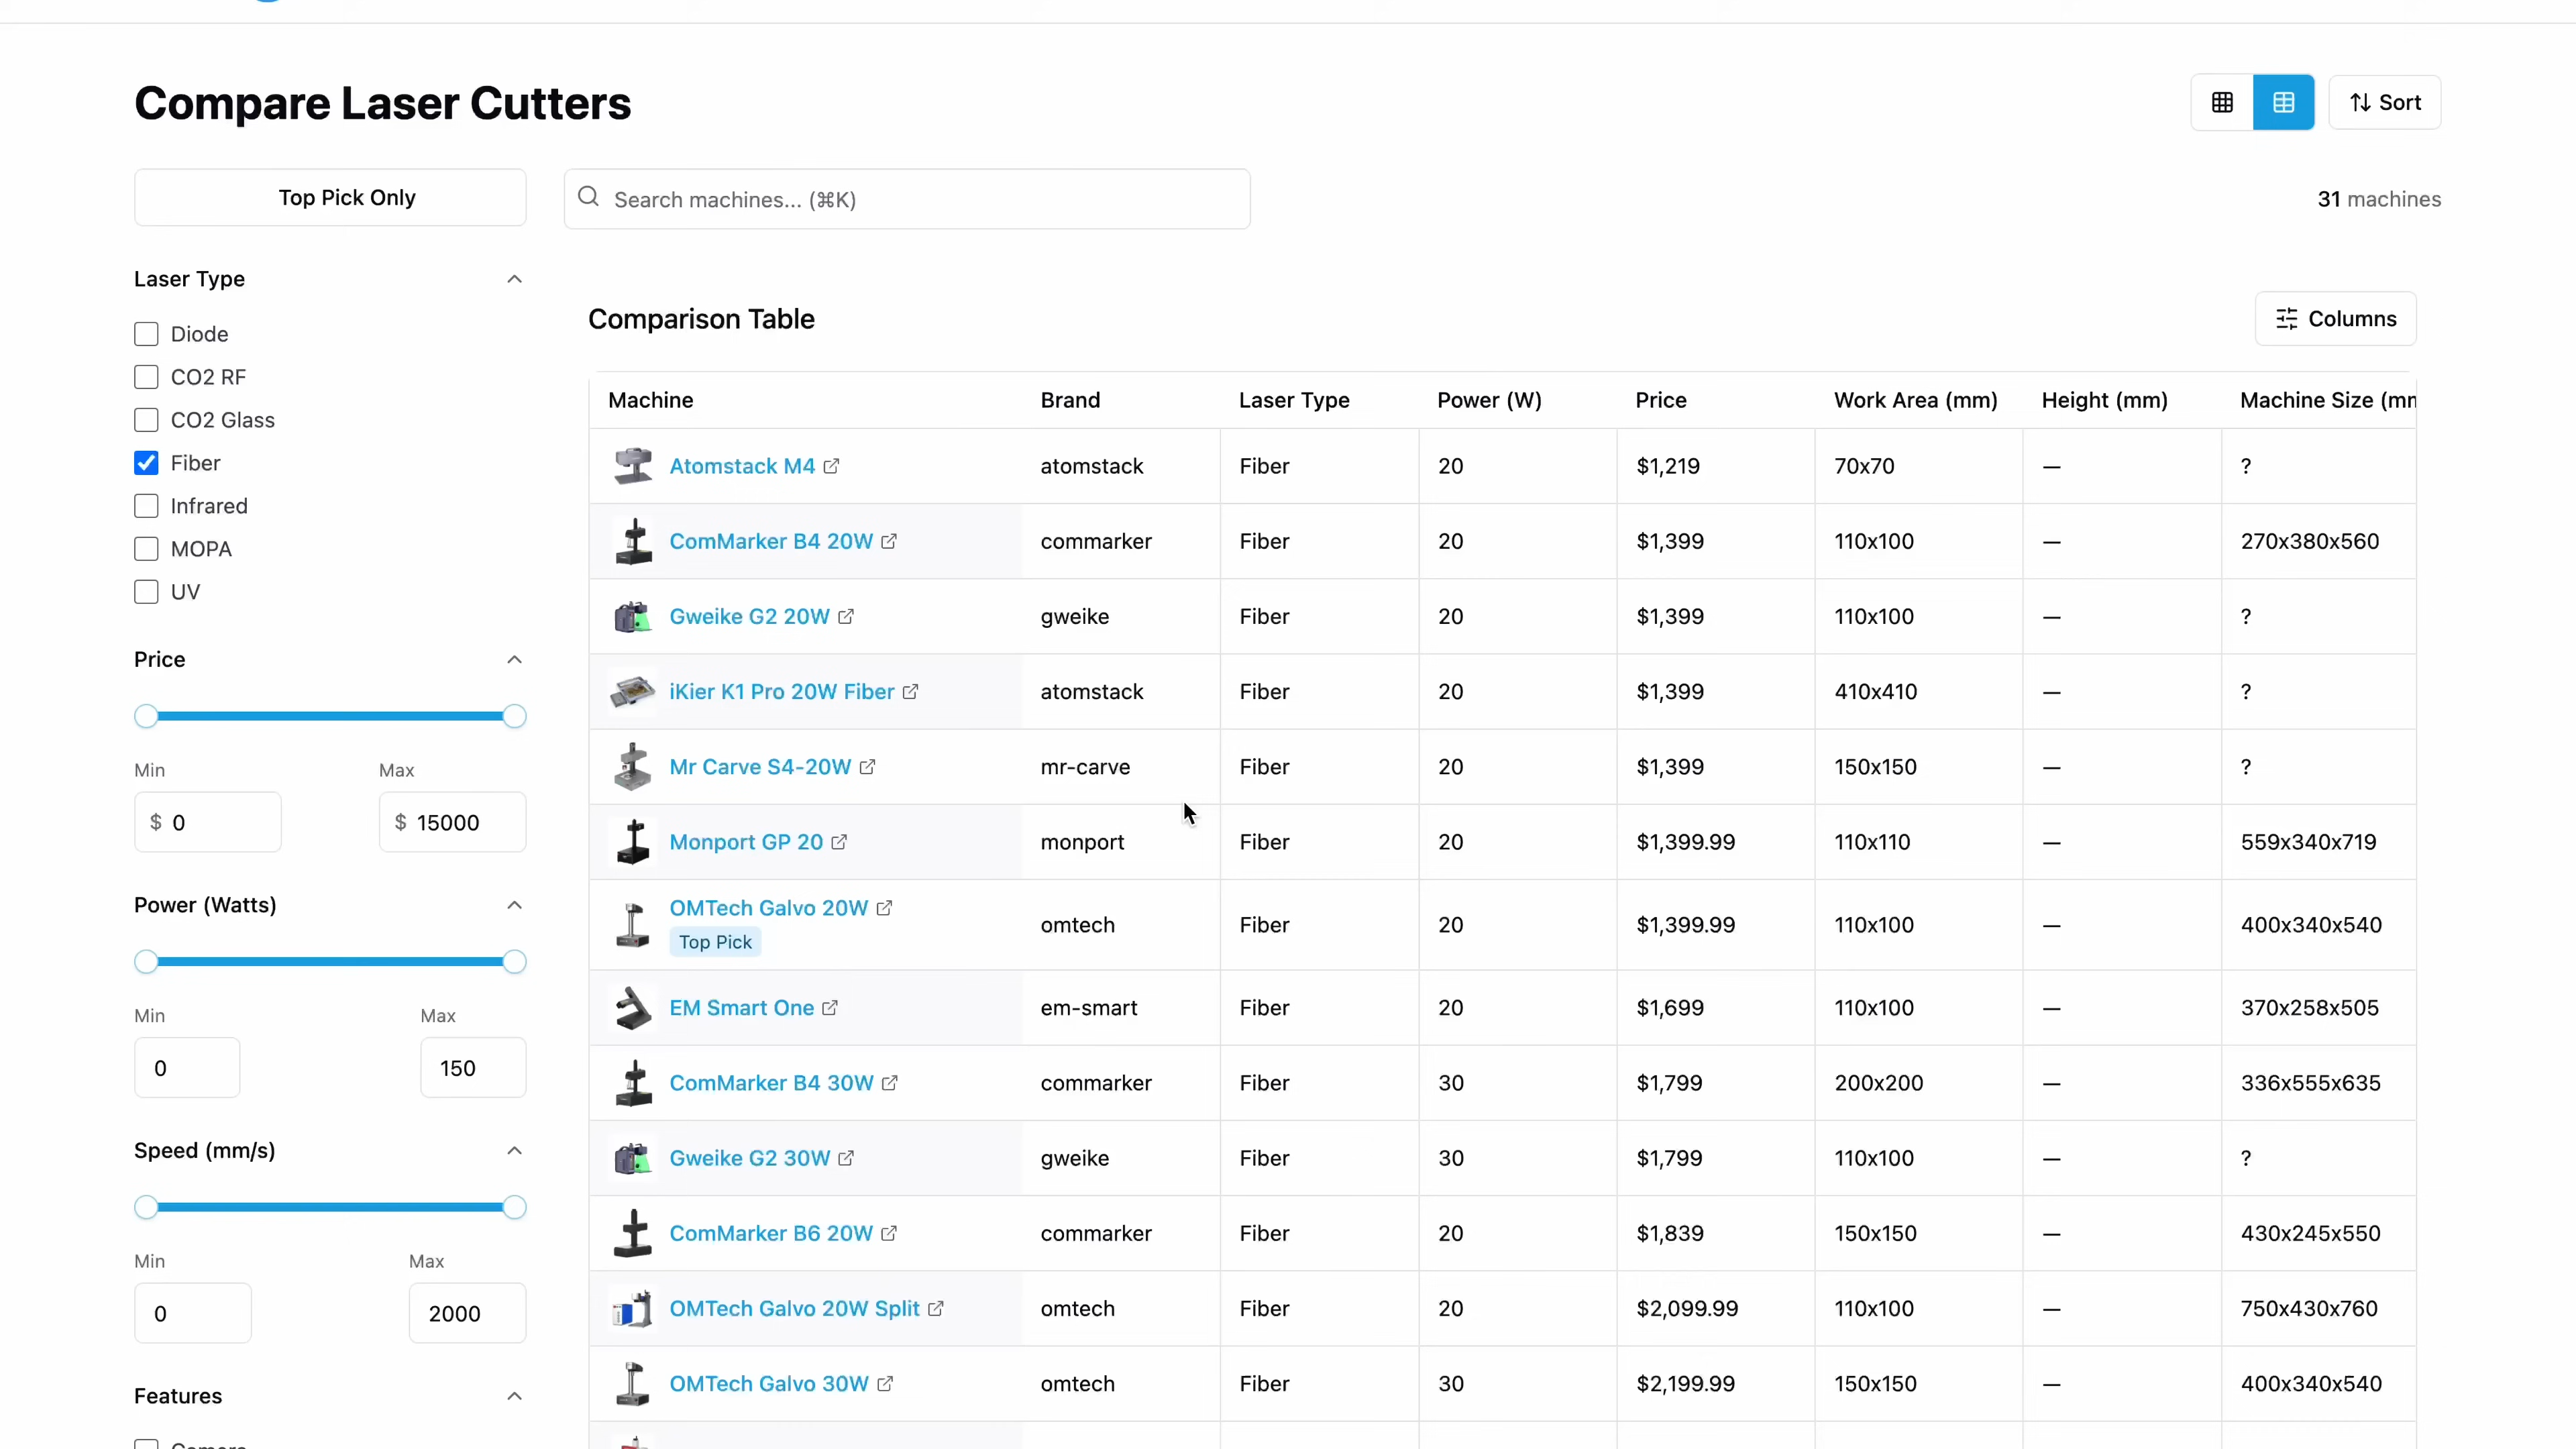 Compare Laser Cutters
Sort
Top Pick Only
Search machines... (⌘K)
31 machines
Laser Type
Diode
CO2 RF
CO2 Glass
Fiber
Infrared
MOPA
UV
Price
Min Max
$ 0 $ 15000
Power (Watts)
Min Max
0 150
Speed (mm/s)
Min Max
0 2000
Features
Comparison Table
Columns
Machine Brand Laser Type Power (W) Price Work Area (mm) Height (mm) Machine Size (mm
Atomstack M4 atomstack Fiber 20 $1,219 70x70 — ?
ComMarker B4 20W commarker Fiber 20 $1,399 110x100 — 270x380x560
Gweike G2 20W gweike Fiber 20 $1,399 110x100 — ?
iKier K1 Pro 20W Fiber atomstack Fiber 20 $1,399 410x410 — ?
Mr Carve S4-20W mr-carve Fiber 20 $1,399 150x150 — ?
Monport GP 20 monport Fiber 20 $1,399.99 110x110 — 559x340x719
OMTech Galvo 20W omtech Fiber 20 $1,399.99 110x100 — 400x340x540
Top Pick
EM Smart One em-smart Fiber 20 $1,699 110x100 — 370x258x505
ComMarker B4 30W commarker Fiber 30 $1,799 200x200 — 336x555x635
Gweike G2 30W gweike Fiber 30 $1,799 110x100 — ?
ComMarker B6 20W commarker Fiber 20 $1,839 150x150 — 430x245x550
OMTech Galvo 20W Split omtech Fiber 20 $2,099.99 110x100 — 750x430x760
OMTech Galvo 30W omtech Fiber 30 $2,199.99 150x150 — 400x340x540